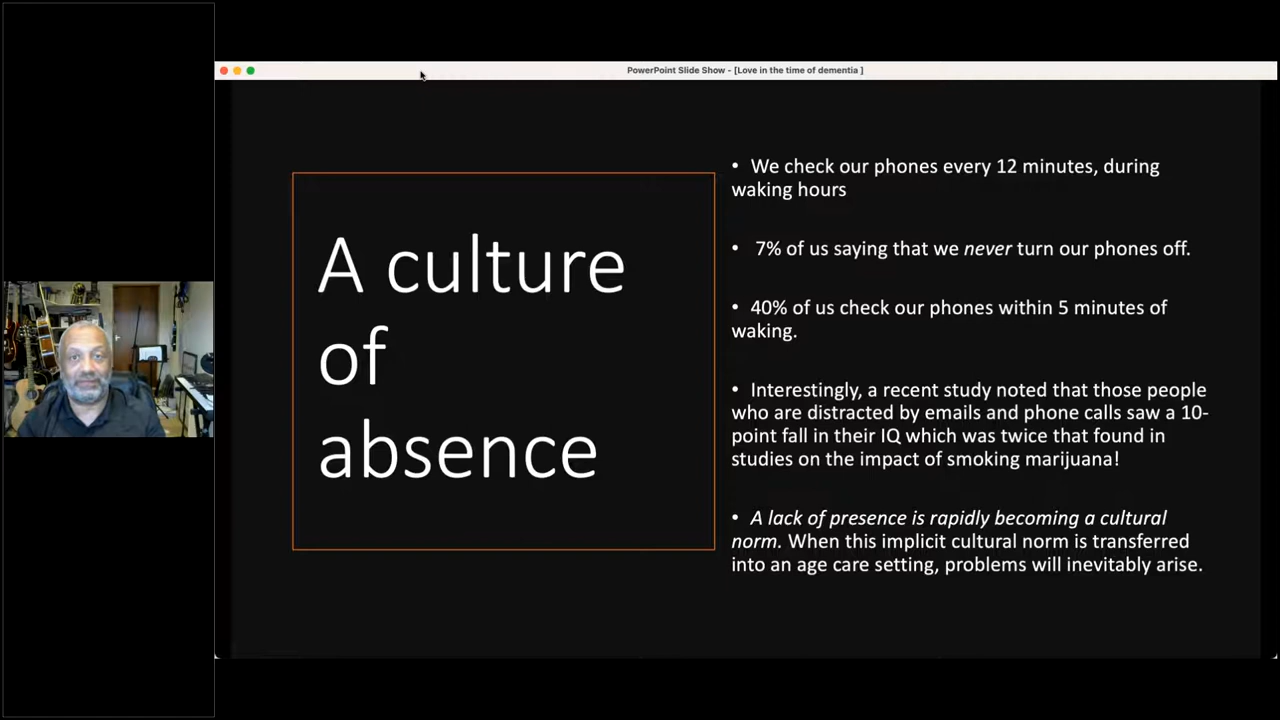 PowerPoint Slide Show - [Love in the time of dementia ]
A culture
of
absence
• We check our phones every 12 minutes, during
waking hours
• 7% of us saying that we never turn our phones off.
• 40% of us check our phones within 5 minutes of
waking.
• Interestingly, a recent study noted that those people
who are distracted by emails and phone calls saw a 10-
point fall in their IQ which was twice that found in
studies on the impact of smoking marijuana!
• A lack of presence is rapidly becoming a cultural
norm. When this implicit cultural norm is transferred
into an age care setting, problems will inevitably arise.